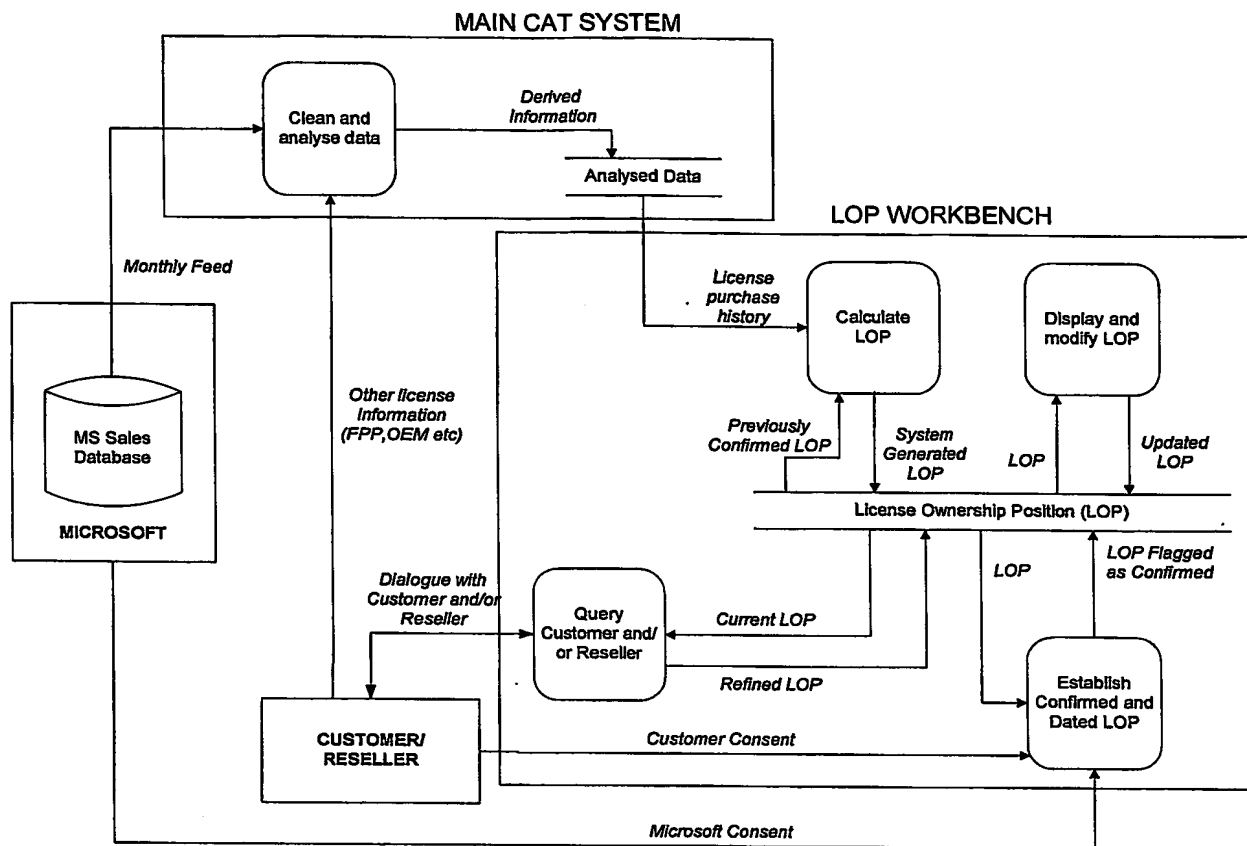 MAIN CAT SYSTEM
Clean and
analyse data
Derived
Information
Analysed Data
LOP WORKBENCH
Monthly Feed
License
purchase
history
Calculate
LOP
Display and
modify LOP
MS Sales
Database
MICROSOFT
Other license
Information
(FPP,OEM etc)
Previously
Confirmed LOP
System
Generated
LOP
LOP
Updated
LOP
License Ownership Position (LOP)
Dialogue with
Customer and/or
Reseller
Query
Customer and/
or Reseller
Current LOP
Refined LOP
LOP
LOP Flagged
as Confirmed
Establish
Confirmed and
Dated LOP
CUSTOMER/
RESELLER
Customer Consent
Microsoft Consent